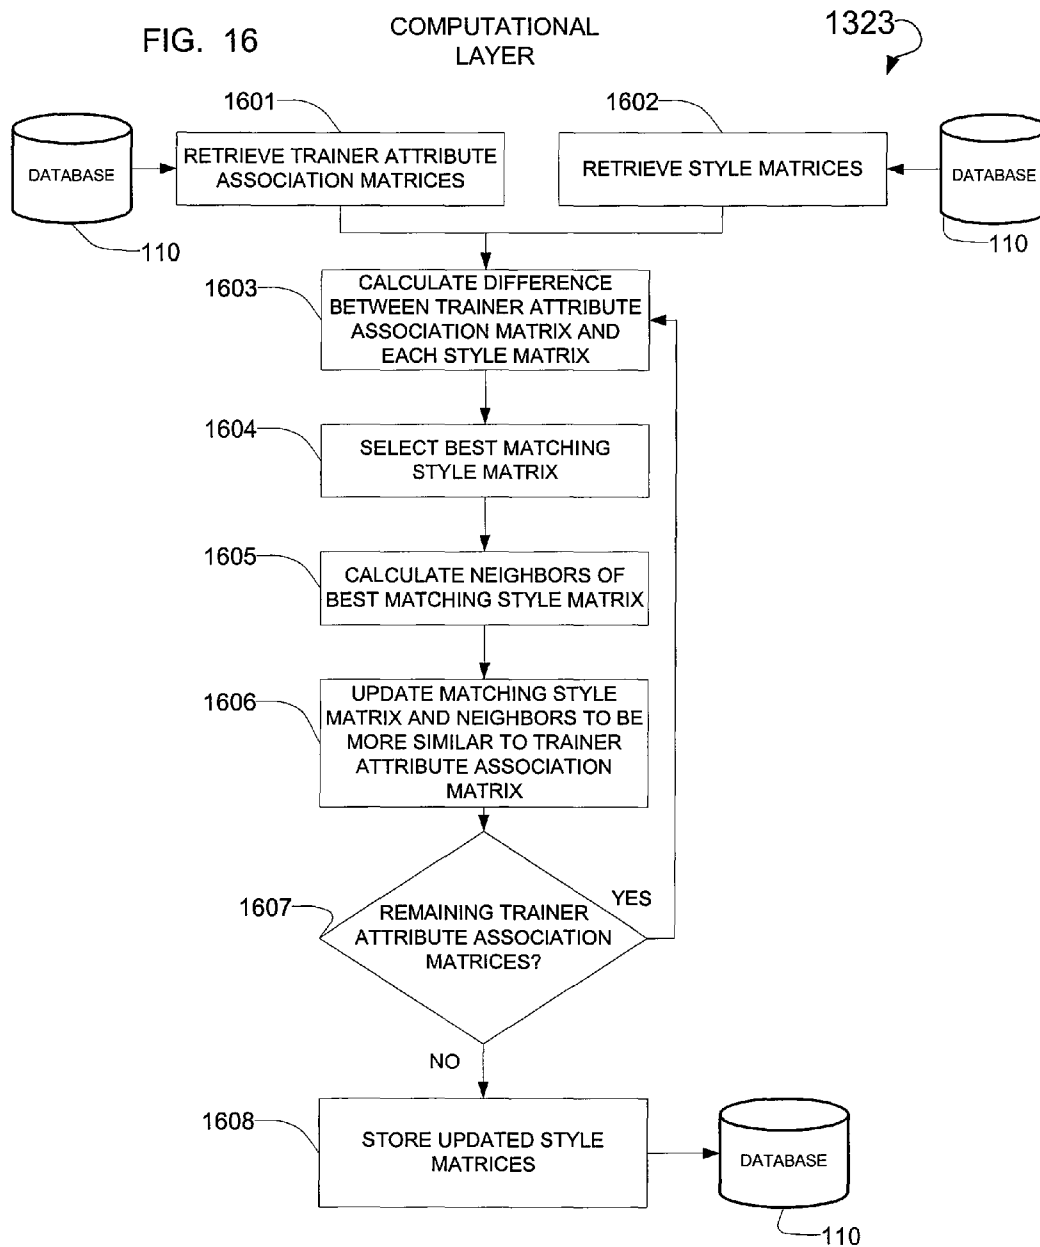 FIG. 16
COMPUTATIONAL
LAYER
1323
1601
1602
DATABASE
RETRIEVE TRAINER ATTRIBUTE
ASSOCIATION MATRICES
RETRIEVE STYLE MATRICES
DATABASE
110
110
1603
CALCULATE DIFFERENCE
BETWEEN TRAINER ATTRIBUTE
ASSOCIATION MATRIX AND
EACH STYLE MATRIX
1604
SELECT BEST MATCHING
STYLE MATRIX
1605
CALCULATE NEIGHBORS OF
BEST MATCHING STYLE MATRIX
1606
UPDATE MATCHING STYLE
MATRIX AND NEIGHBORS TO BE
MORE SIMILAR TO TRAINER
ATTRIBUTE ASSOCIATION
MATRIX
1607
REMAINING TRAINER
ATTRIBUTE ASSOCIATION
MATRICES?
YES
NO
1608
STORE UPDATED STYLE
MATRICES
DATABASE
110